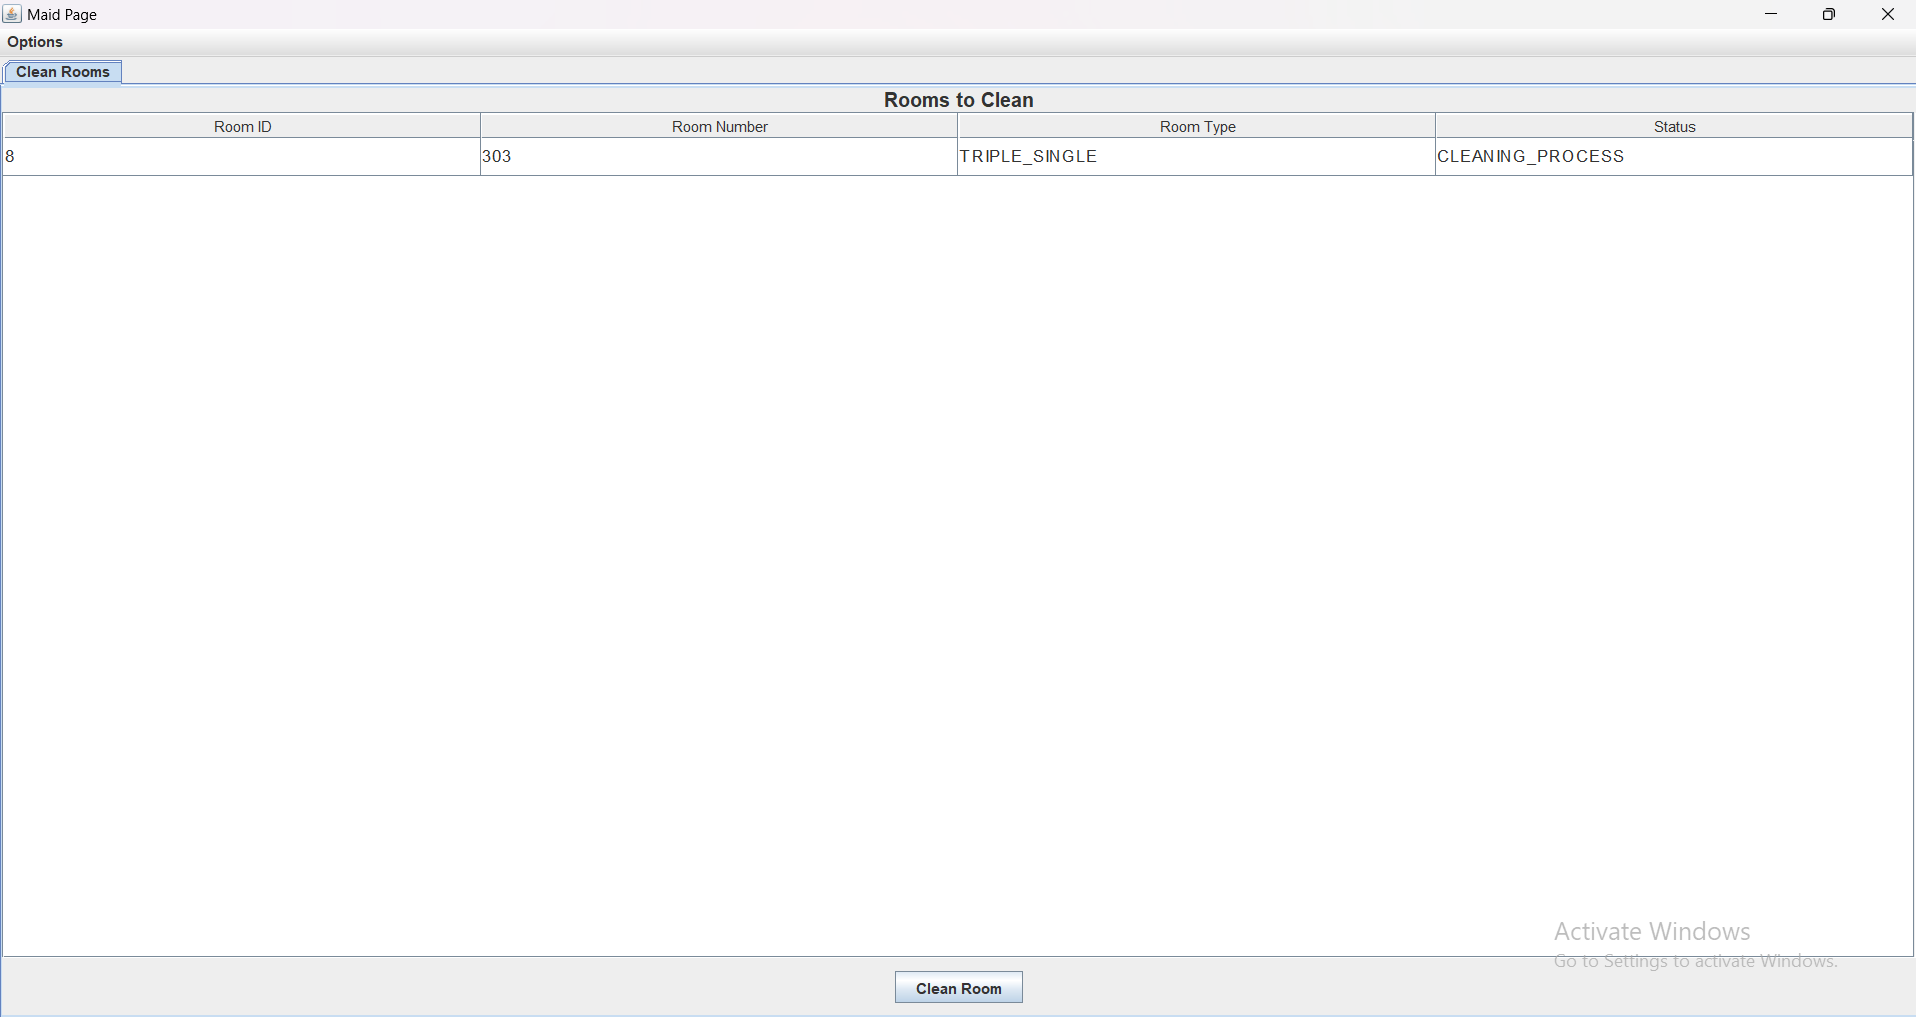 Maid Page
Options
Clean Rooms
Rooms to Clean
Room ID Room Number Room Type Status
8 303 TRIPLE_SINGLE CLEANING_PROCESS
Activate Windows
Go to Settings to activate Windows.
Clean Room